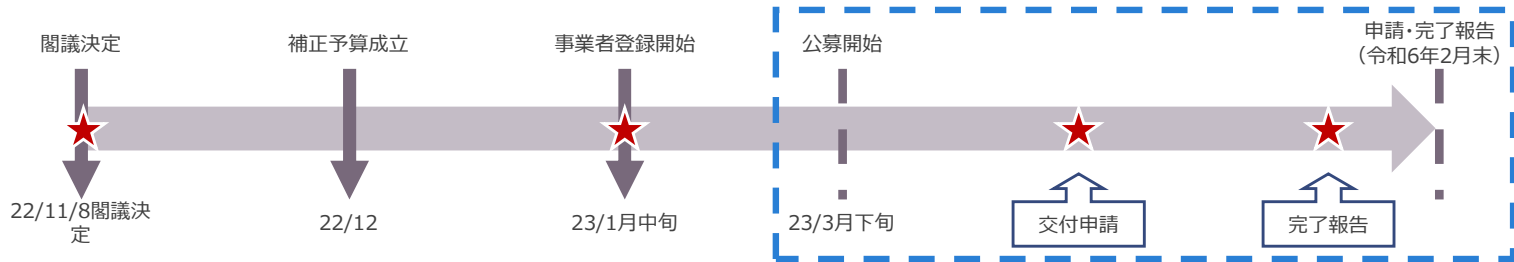 閣議決定
補正予算成立
事業者登録開始
公募開始
申請・完了報告
（令和6年2月末）
22/11/8閣議決
定
22/12
23/1月中旬
23/3月下旬
交付申請
完了報告